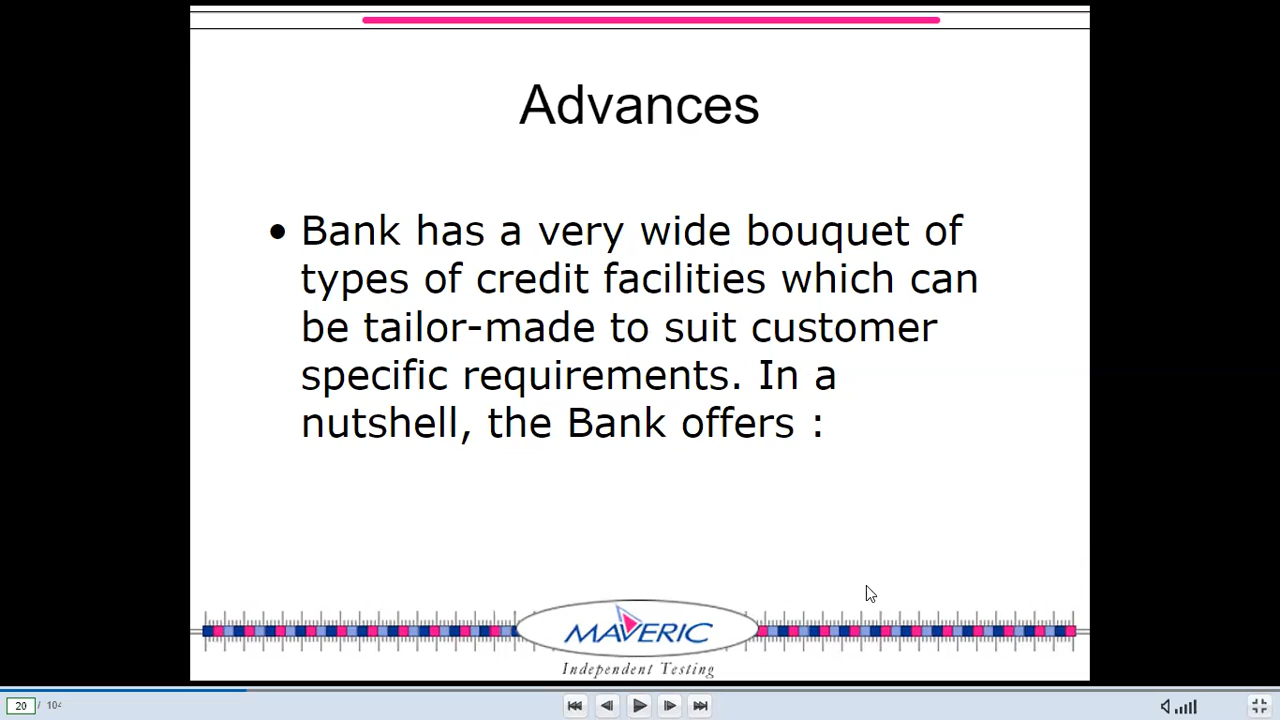 Advances
• Bank has a very wide bouquet of
types of credit facilities which can
be tailor-made to suit customer
specific requirements. In a
nutshell, the Bank offers :
MAVERIC
Independent Testing
20 / 104